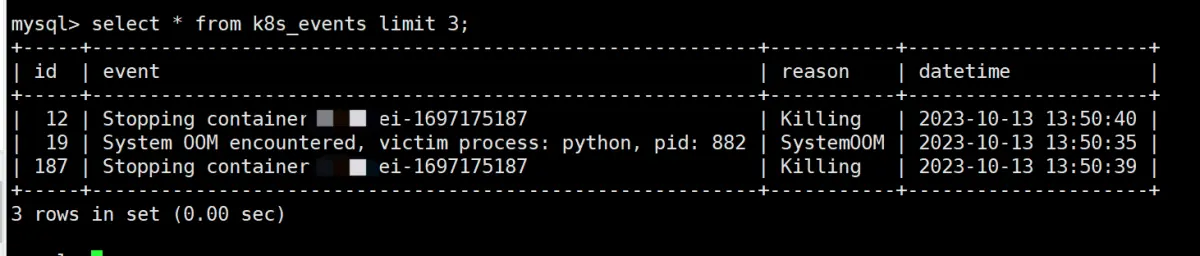 mysql> select * from k8s_events limit 3;
+-----+--------------------------------------------------------+-----------+---------------------+
| id | event | reason | datetime |
+-----+--------------------------------------------------------+-----------+---------------------+
| 12 | Stopping container ei-1697175187 | Killing | 2023-10-13 13:50:40 |
| 19 | System OOM encountered, victim process: python, pid: 882 | SystemOOM | 2023-10-13 13:50:35 |
| 187 | Stopping container ei-1697175187 | Killing | 2023-10-13 13:50:39 |
+-----+--------------------------------------------------------+-----------+---------------------+
3 rows in set (0.00 sec)